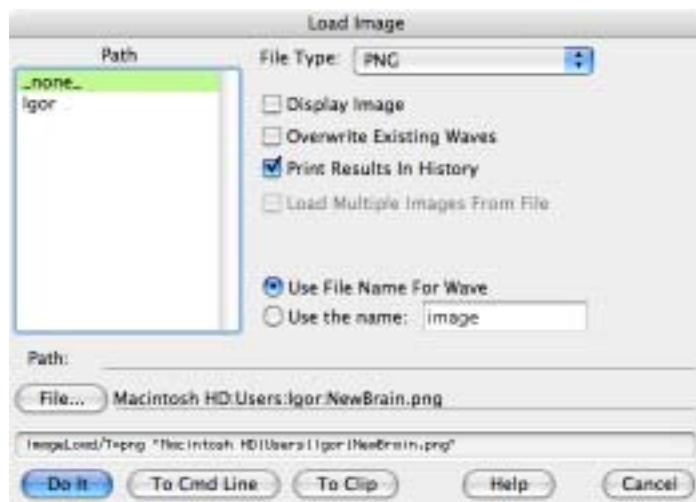 Load Image
Path
File Type: PNG
_none_
Igor
Display Image
Overwrite Existing Waves
Print Results In History
Load Multiple Images From File
Use File Name For Wave
Use the name: image
Path:
File... Macintosh HD:Users:Igor:NewBrain.png
ImageLoad/T=png "Macintosh HD:Users:Igor:NewBrain.png"
Do It To Cmd Line To Clip Help Cancel